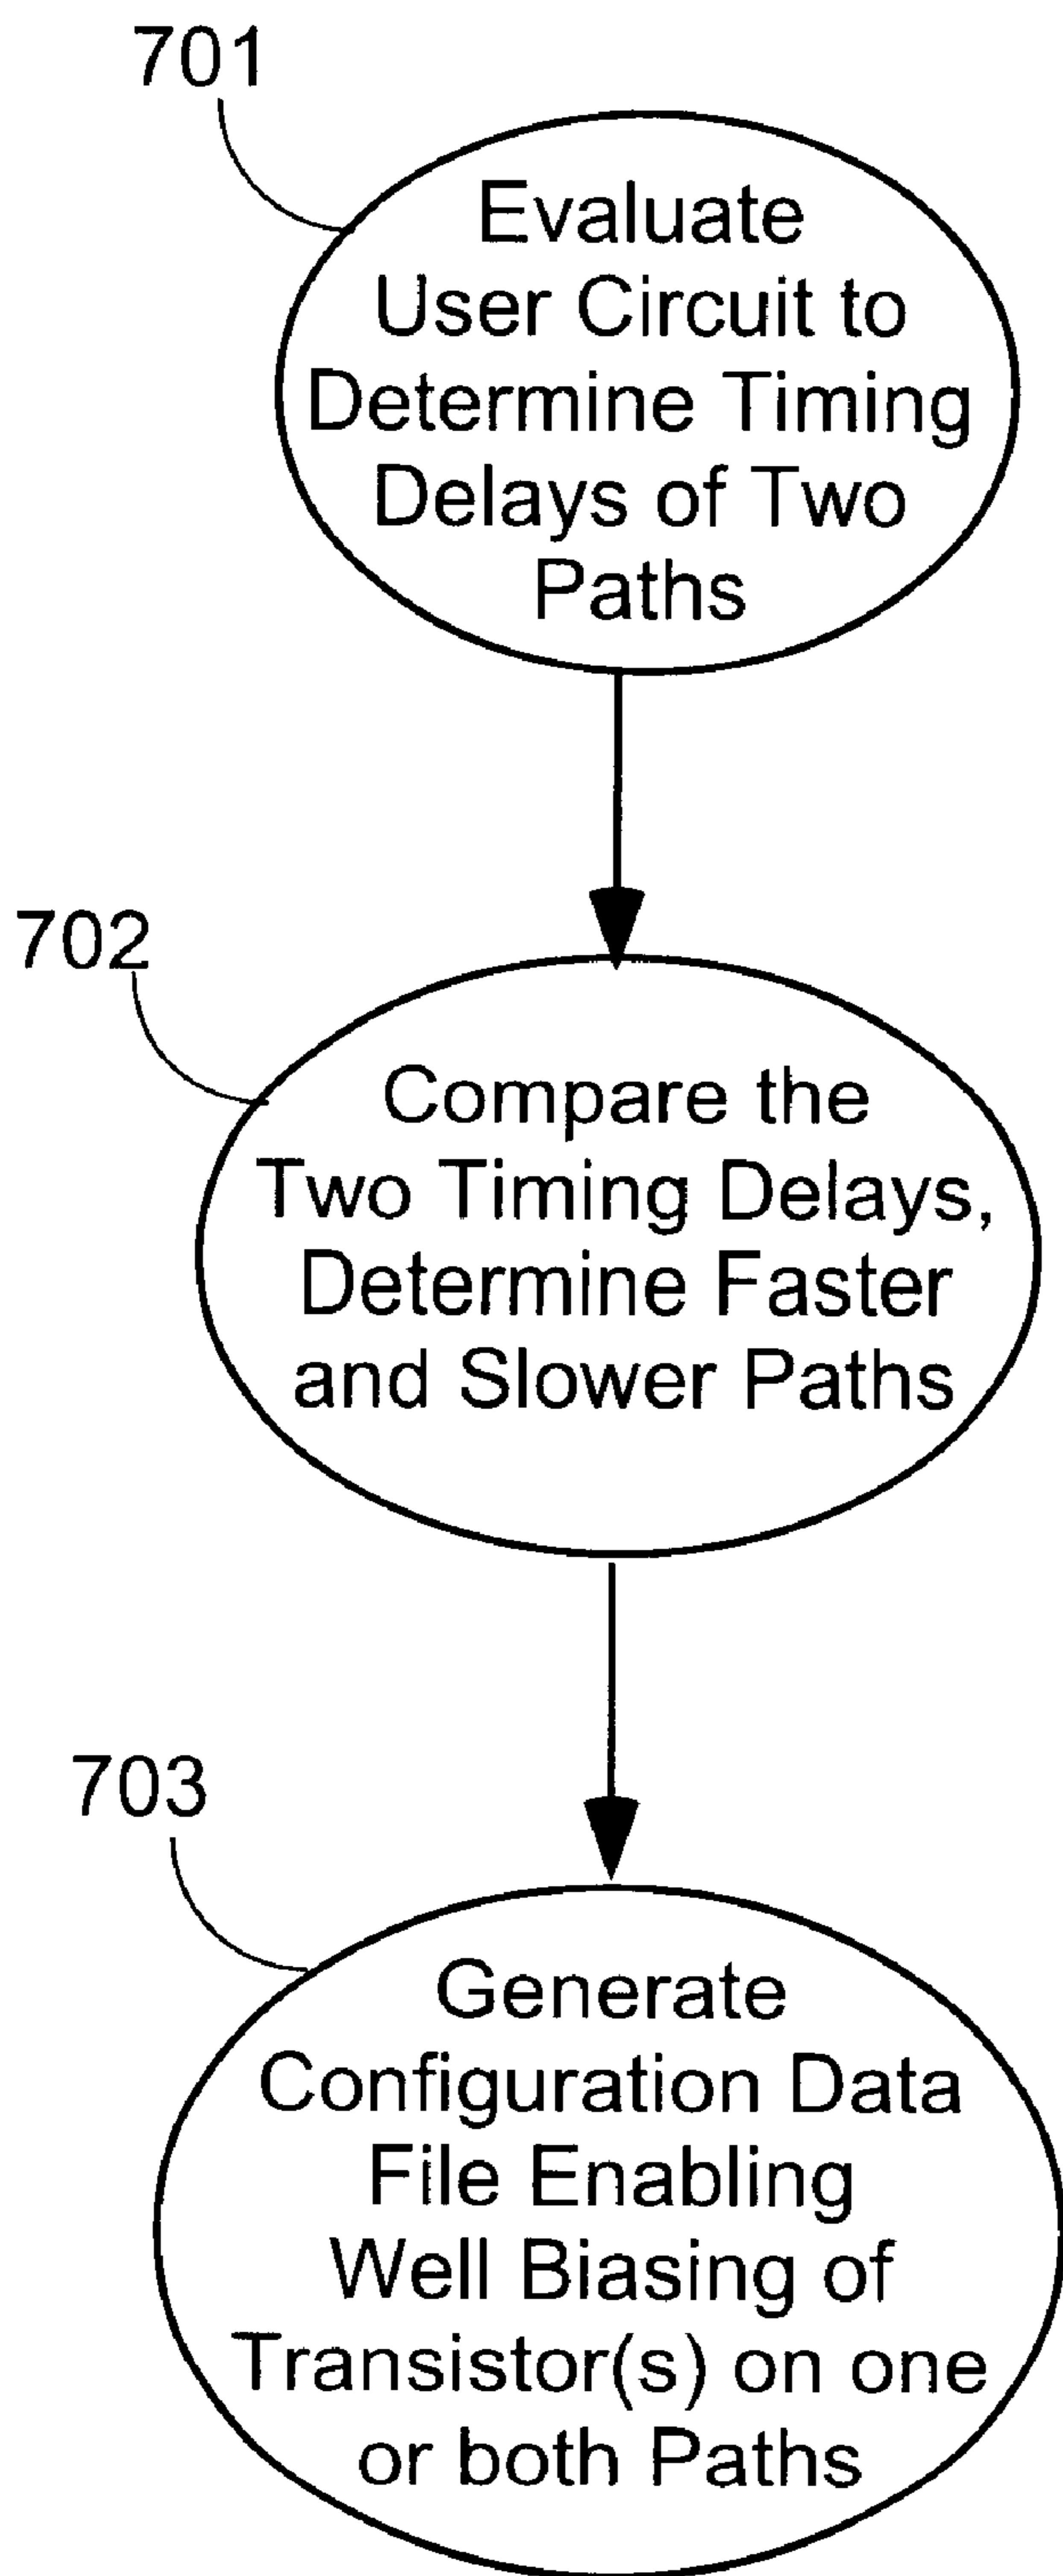 701
Evaluate
User Circuit to
Determine Timing
Delays of Two
Paths
702
Compare the
Two Timing Delays,
Determine Faster
and Slower Paths
703
Generate
Configuration Data
File Enabling
Well Biasing of
Transistor(s) on one
or both Paths